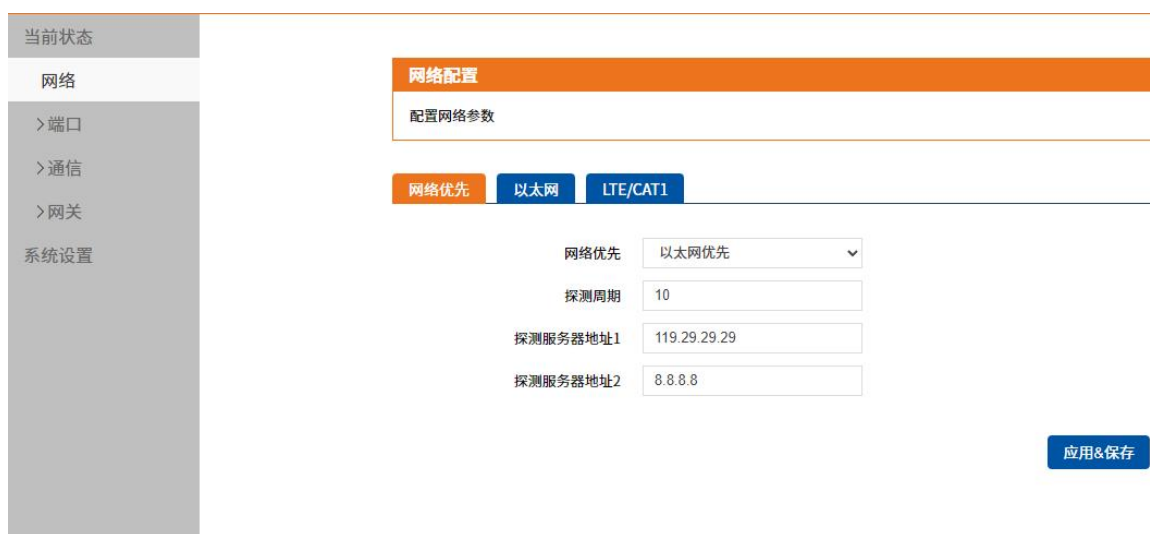 当前状态
网络
>端口
>通信
>网关
系统设置
网络配置
配置网络参数
网络优先 以太网 LTE/CAT1
网络优先 以太网优先
探测周期 10
探测服务器地址1 119.29.29.29
探测服务器地址2 8.8.8.8
应用&保存